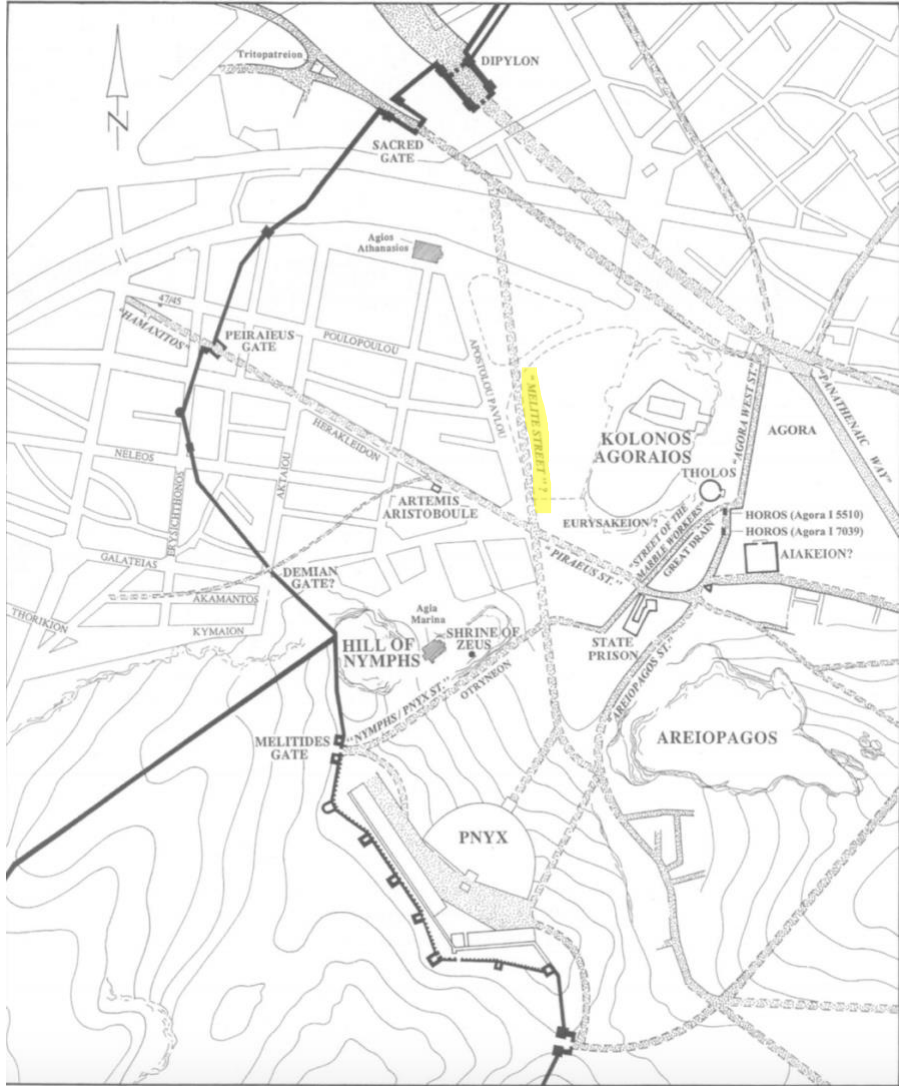 Tritopatreion
DIPYLON
N
SACRED
GATE
Agios
Athanasios
47/45
"HAMAXITOS"
PEIRAIEUS
GATE
POULOPOULOU
APOSTOLOU PAVLOU
"MELITE STREET"?
"AGORA WEST ST."
"PANATHENAIC WAY"
HERAKLEIDON
KOLONOS
AGORAIOS
AGORA
NELEOS
ERYSICHTHONOS
AKTAIOU
THOLOS
ARTEMIS
ARISTOBOULE
EURYSAKEION?
"STREET OF THE
MARBLE WORKERS"
GREAT DRAIN
HOROS (Agora I 5510)
HOROS (Agora I 7039)
AIAKEION?
"PIRAEUS ST."
GALATEIAS
DEMIAN
GATE?
AKAMANTOS
THORIKION
KYMAION
Agia
Marina
HILL OF
NYMPHS
SHRINE OF
ZEUS
STATE
PRISON
"AREIOPAGOS ST."
OTRYNEON
"NYMPHS / PNYX ST."
MELITIDES
GATE
AREIOPAGOS
PNYX